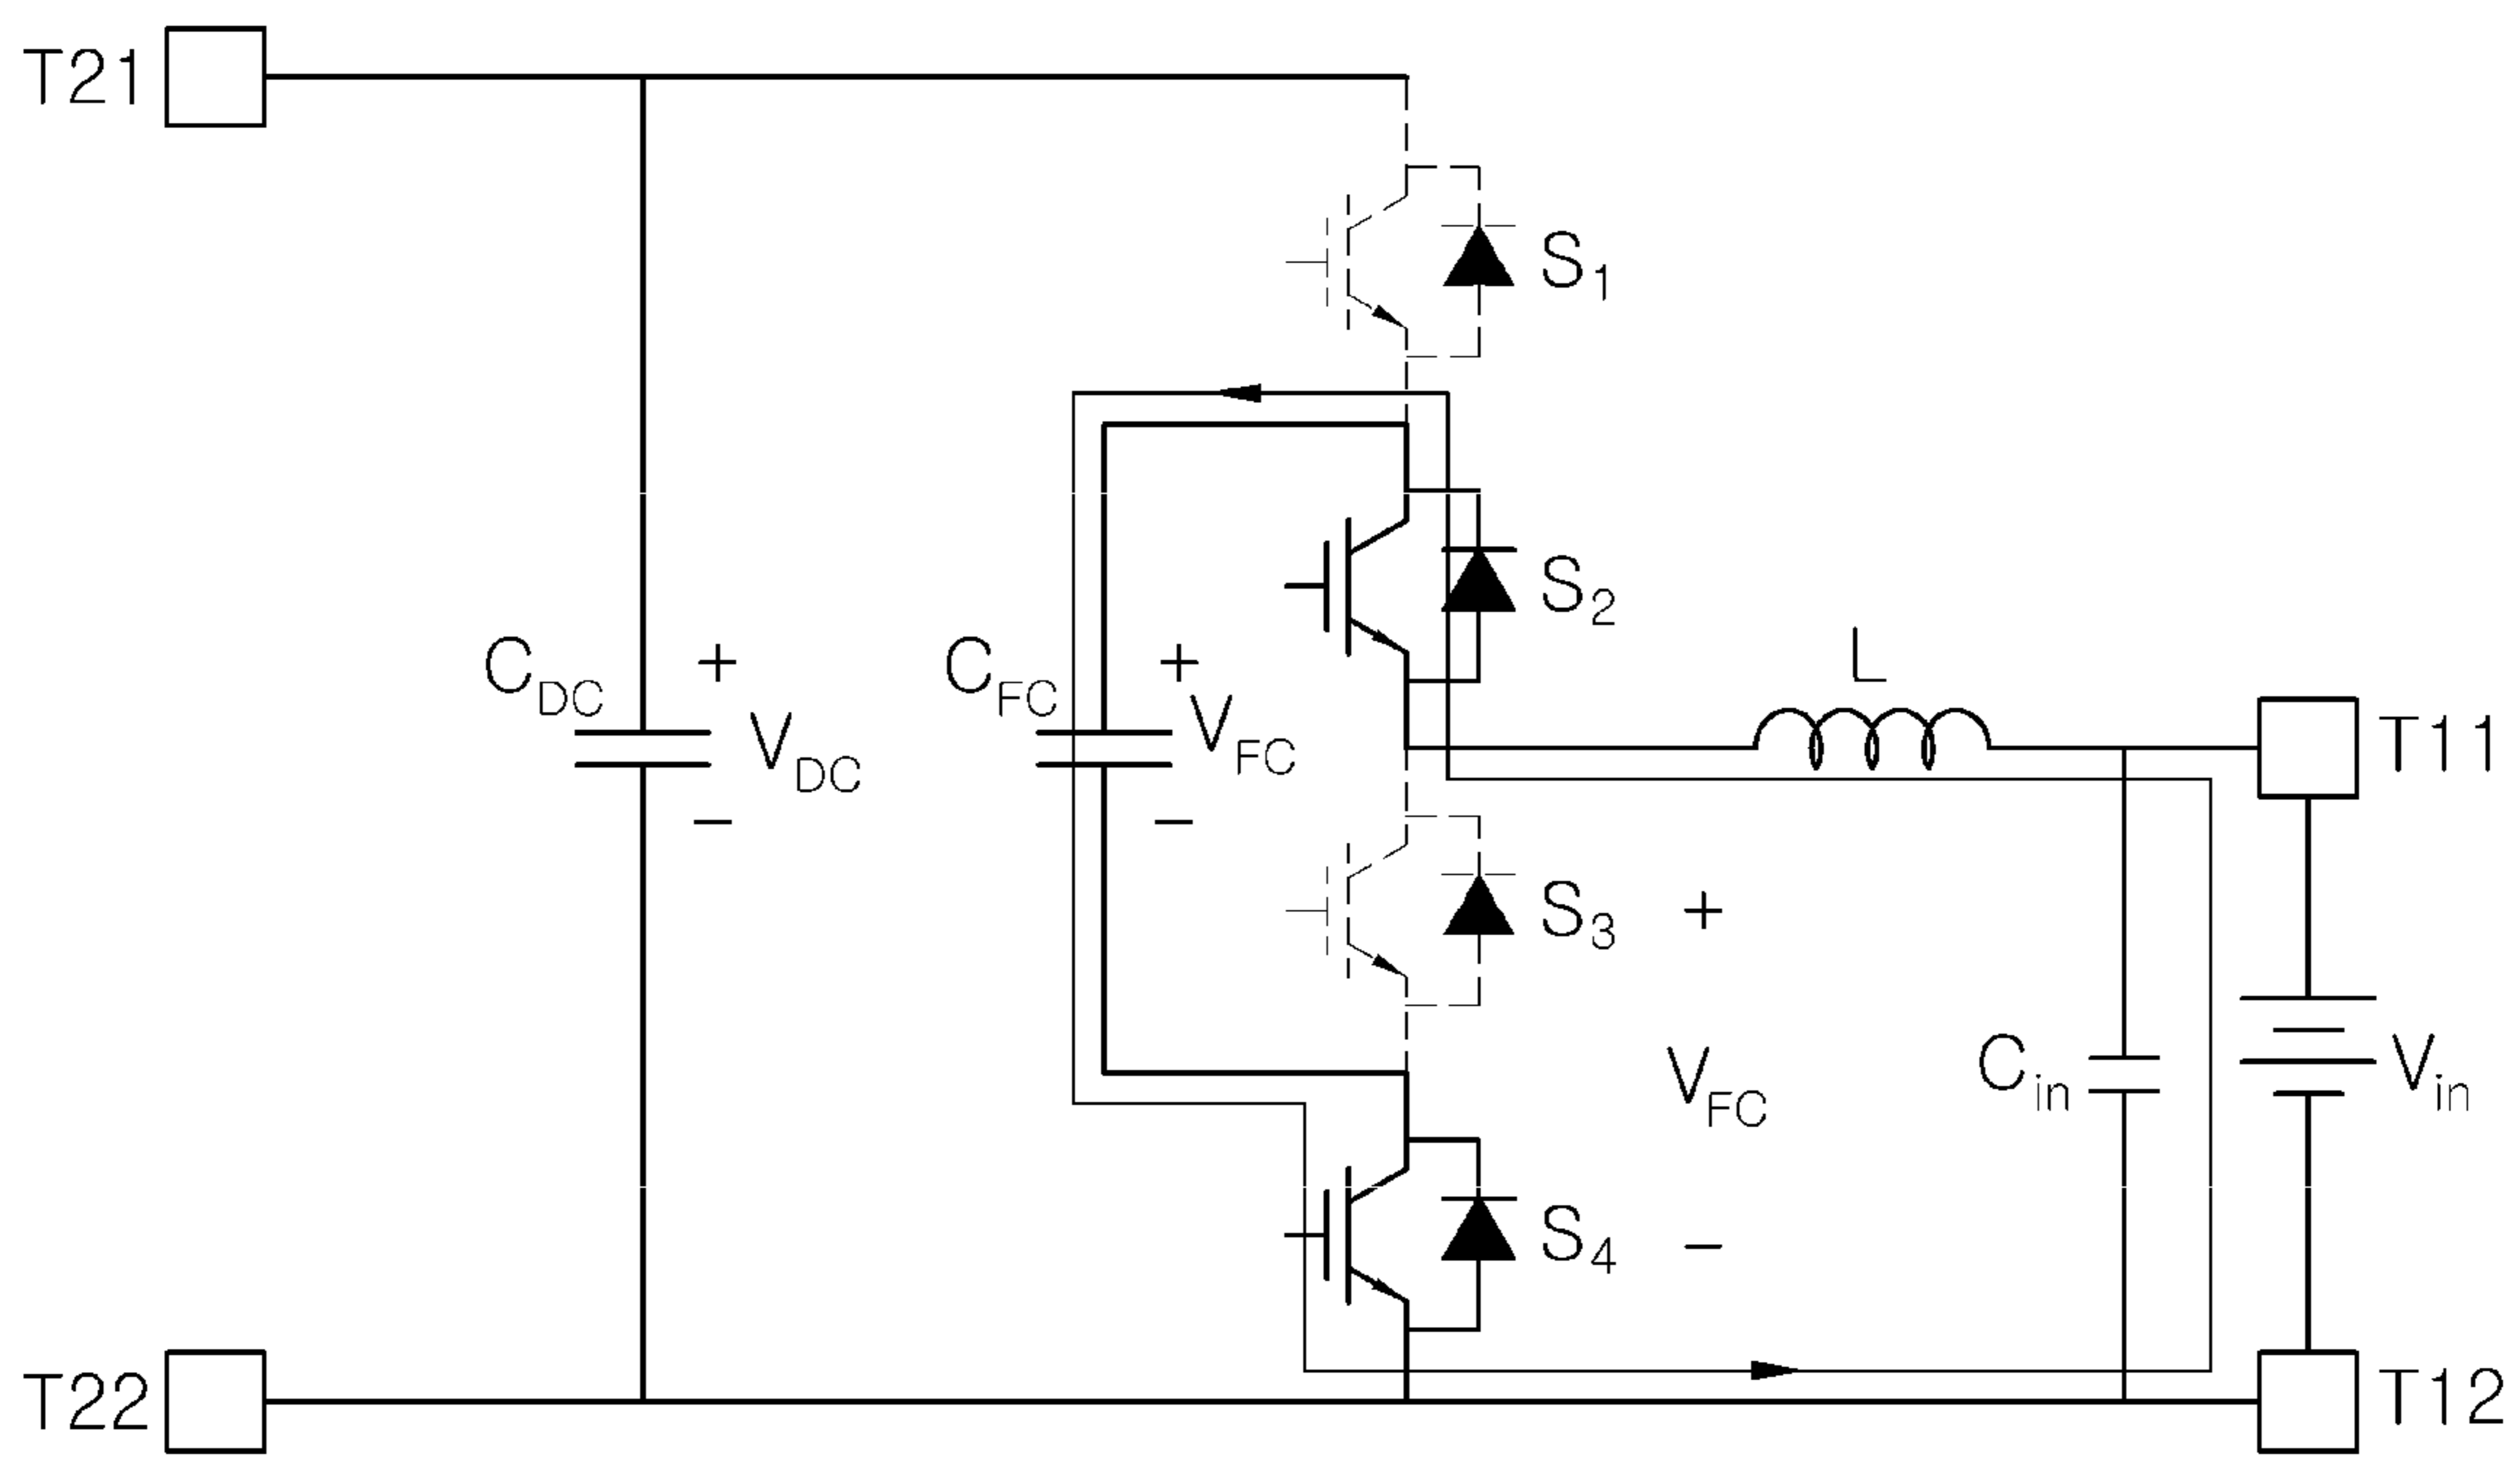 T21
S1
S2
CDC
+
VDC
−
CFC
+
VFC
−
L
T11
S3
+
VFC
−
Cin
Vin
S4
T22
T12